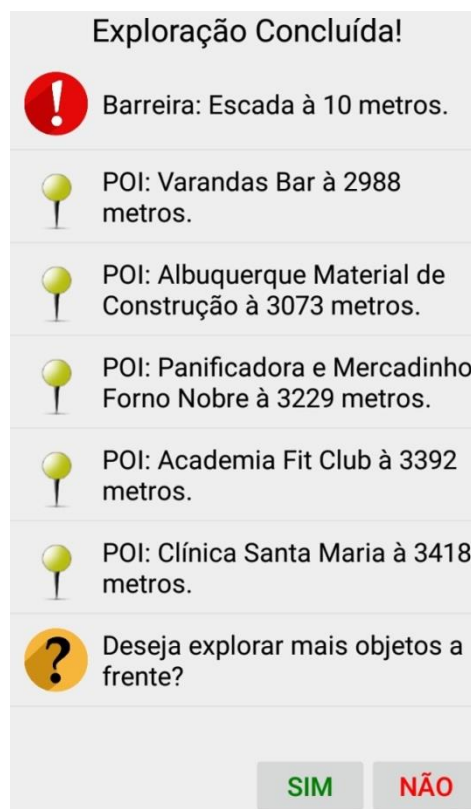 Exploração Concluída!
Barreira: Escada à 10 metros.
POI: Varandas Bar à 2988
metros.
POI: Albuquerque Material de
Construção à 3073 metros.
POI: Panificadora e Mercadinho
Forno Nobre à 3229 metros.
POI: Academia Fit Club à 3392
metros.
POI: Clínica Santa Maria à 3418
metros.
Deseja explorar mais objetos a
frente?
SIM NÃO